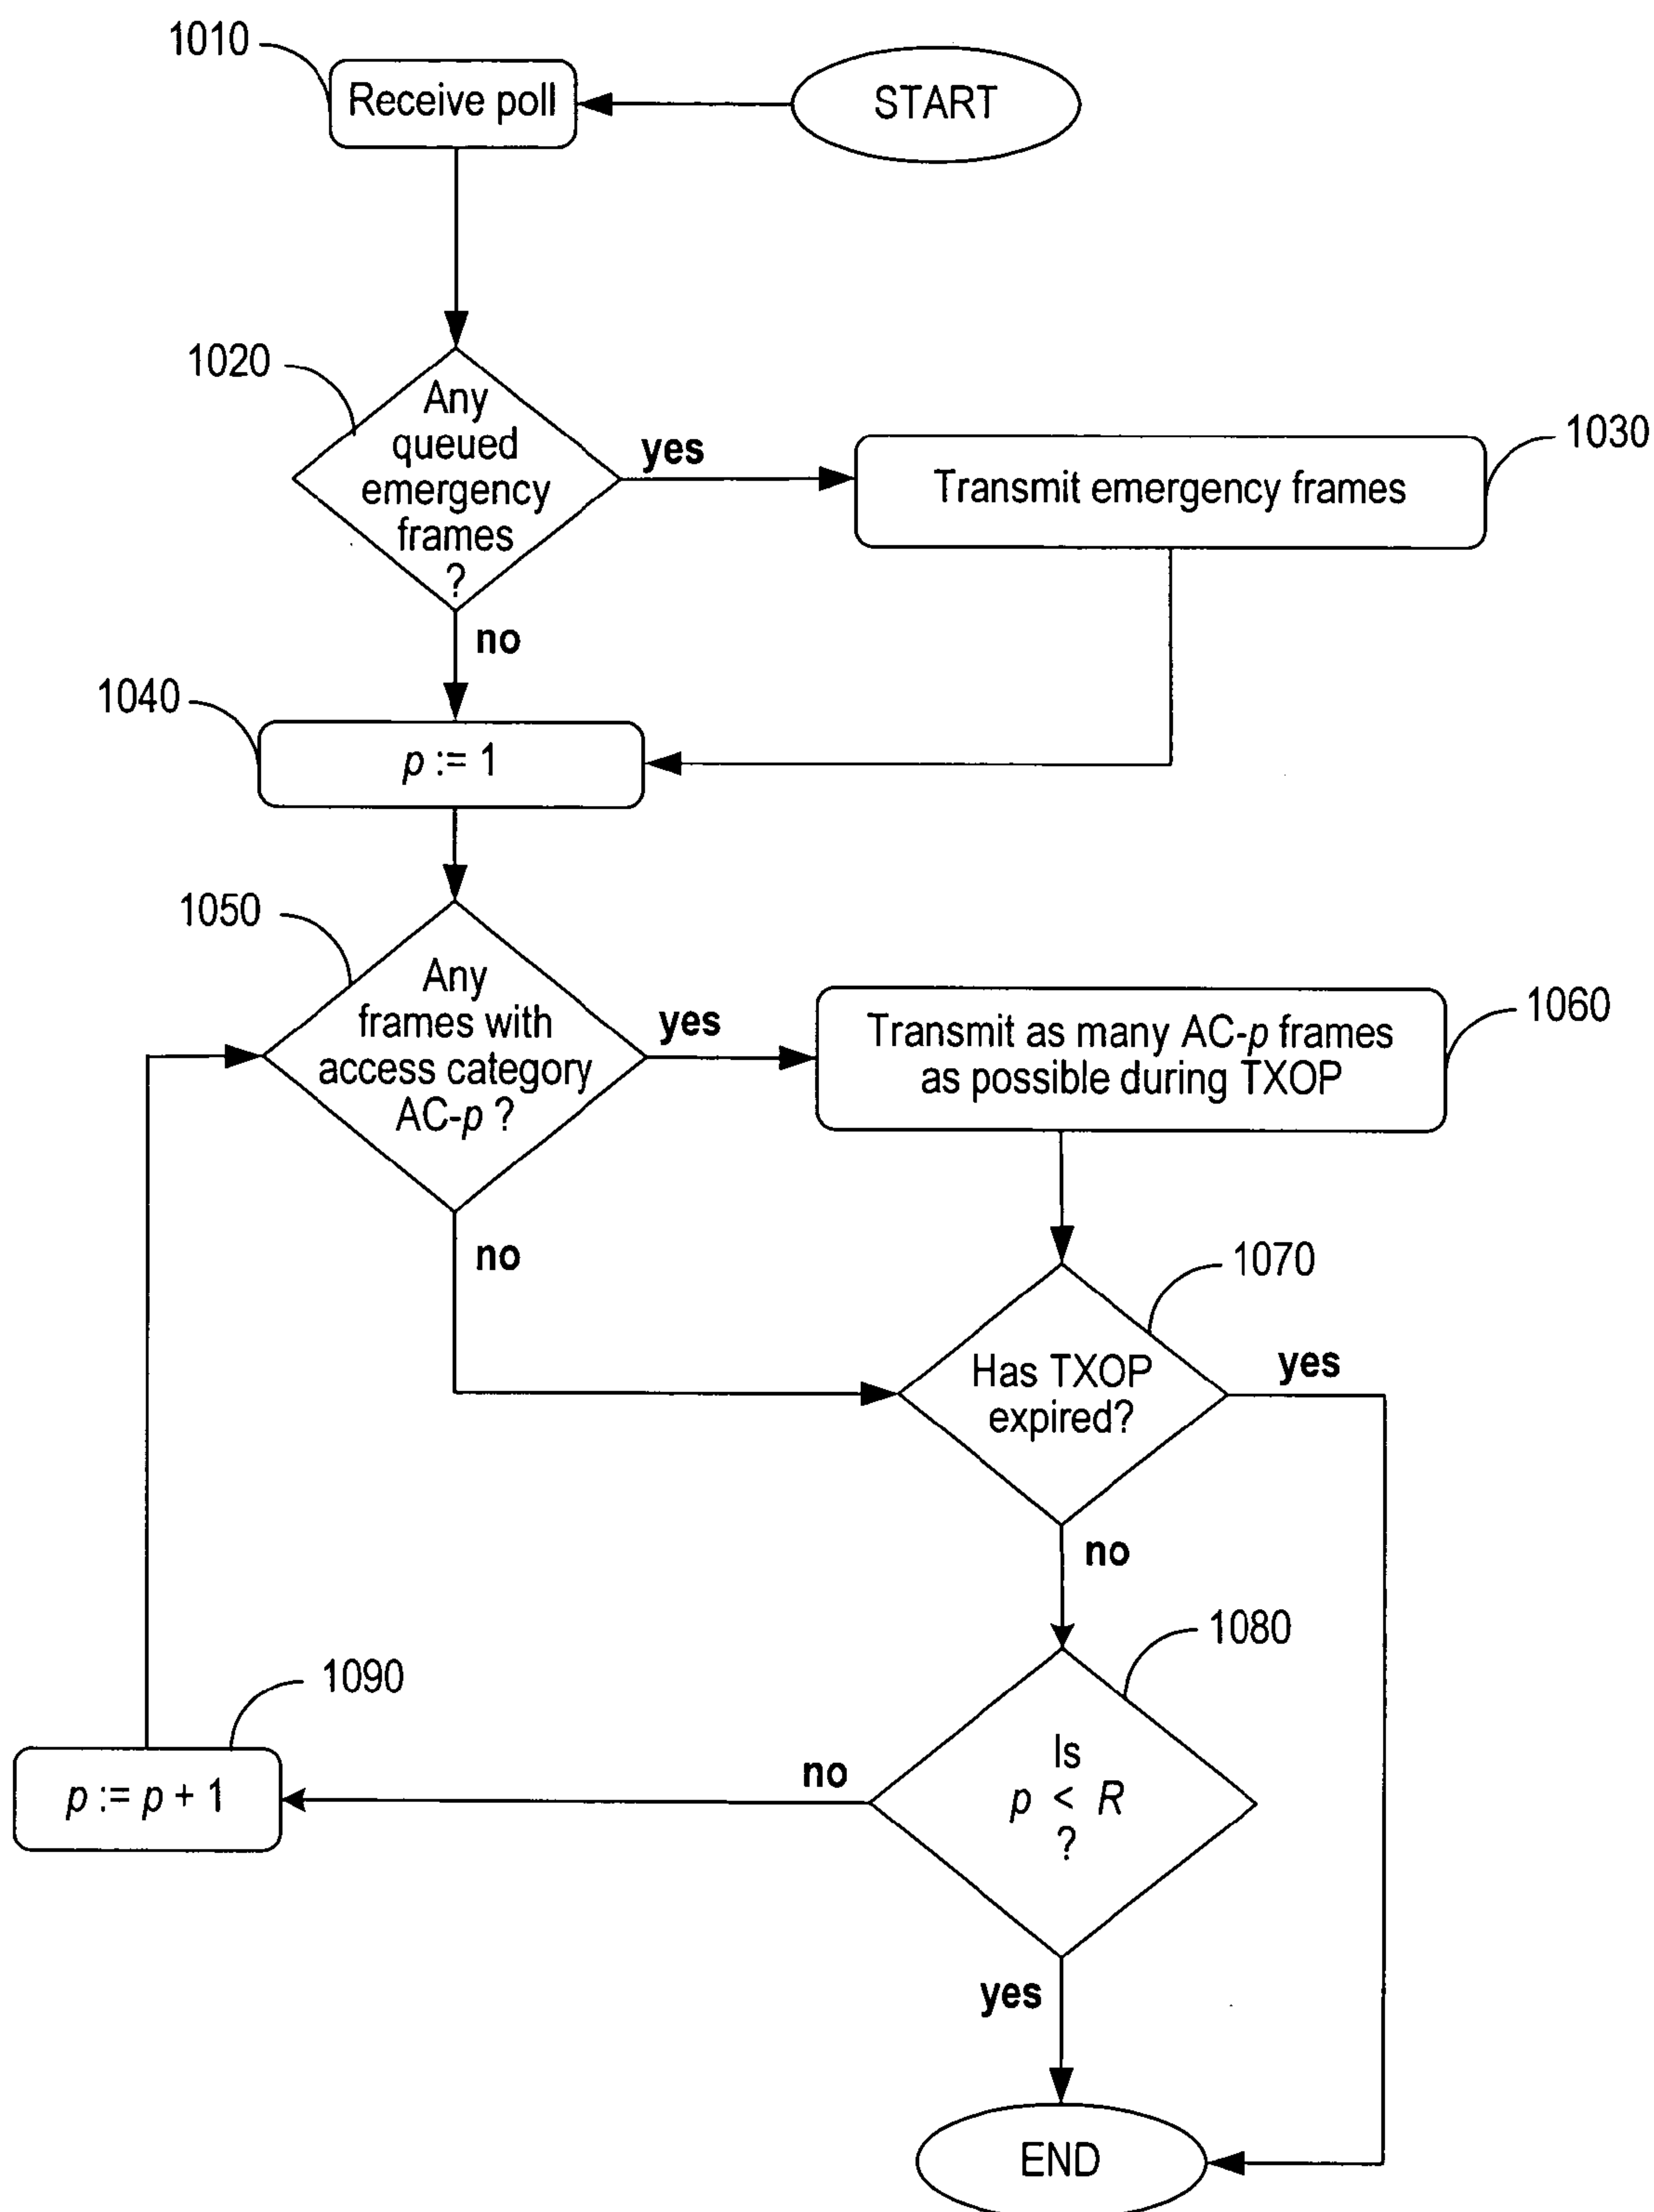 1010
Receive poll
START
1020
Any
queued
emergency
frames
?
yes
1030
Transmit emergency frames
no
1040
p := 1
1050
Any
frames with
access category
AC-p ?
yes
1060
Transmit as many AC-p frames
as possible during TXOP
no
1070
Has TXOP
expired?
yes
no
1080
Is
p < R
?
no
1090
p := p + 1
yes
END